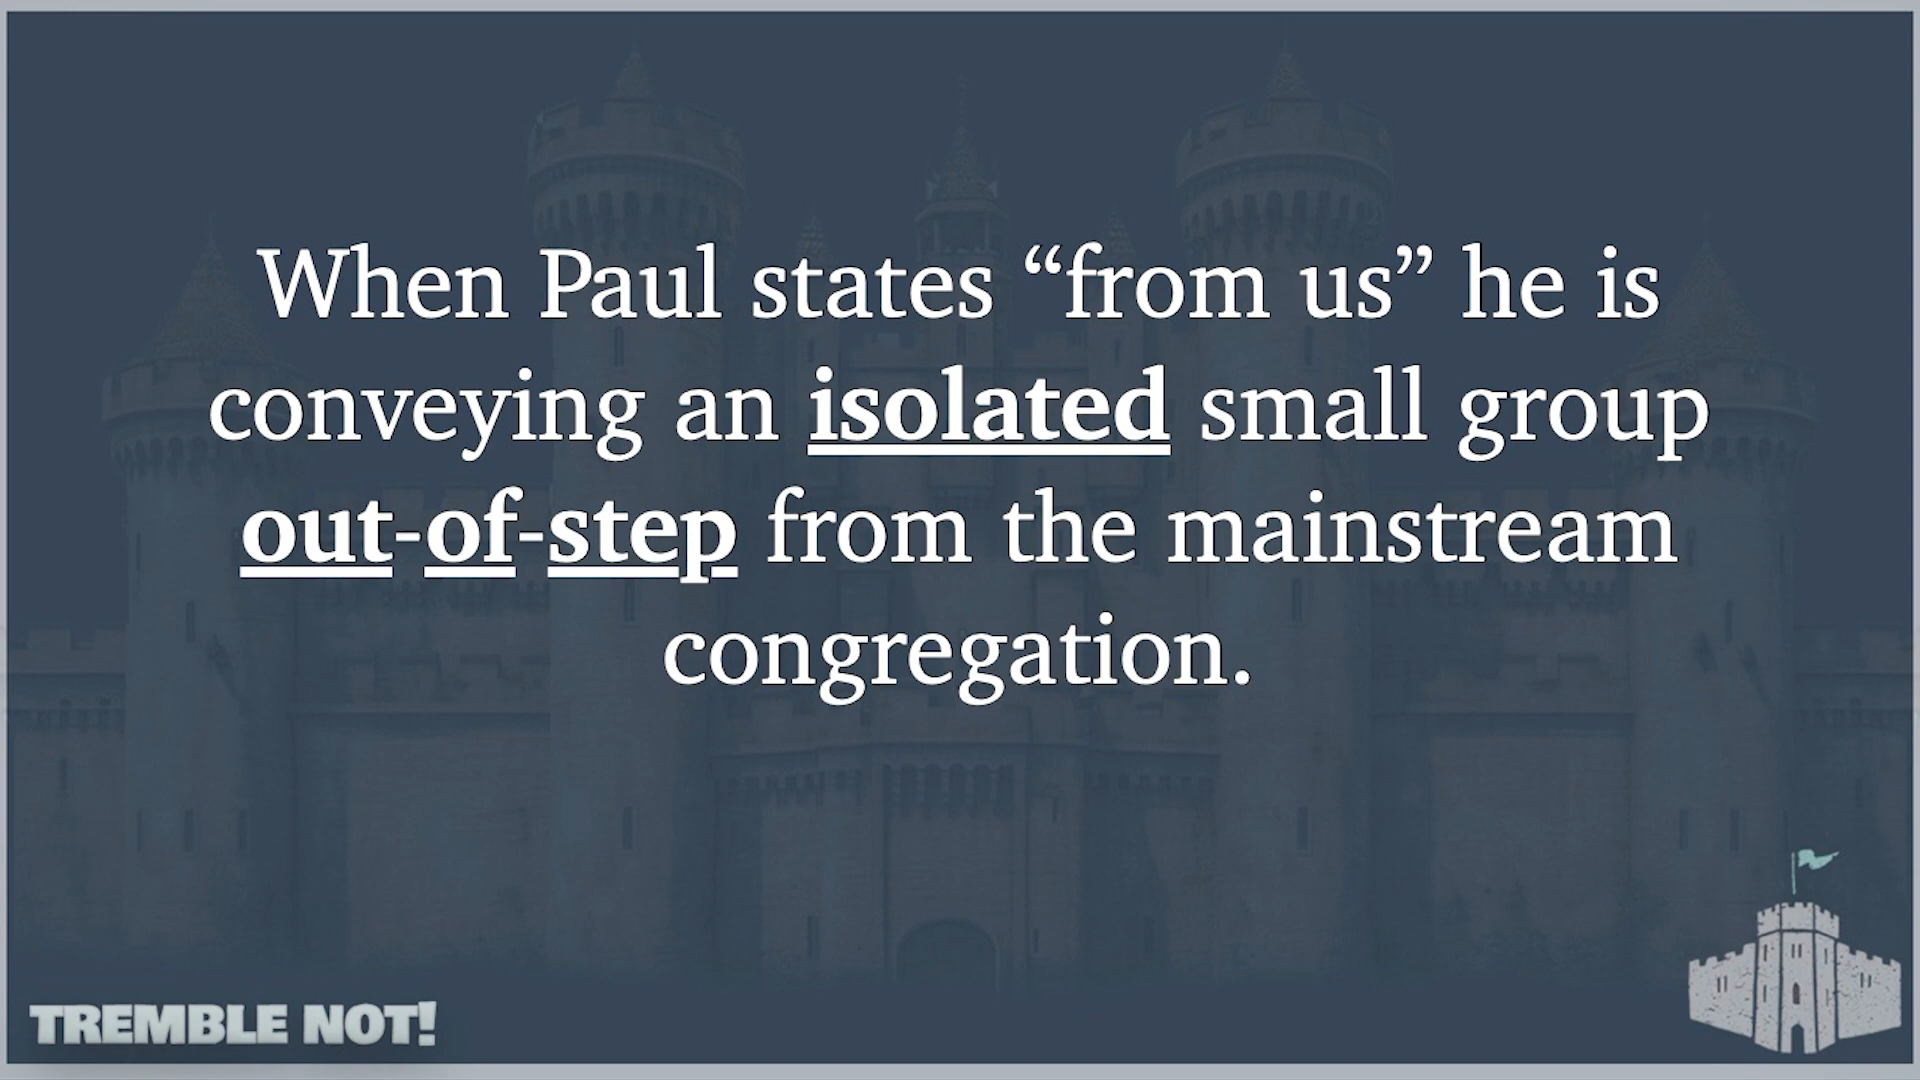 When Paul states “from us” he is
conveying an isolated small group
out-of-step from the mainstream
congregation.
TREMBLE NOT!